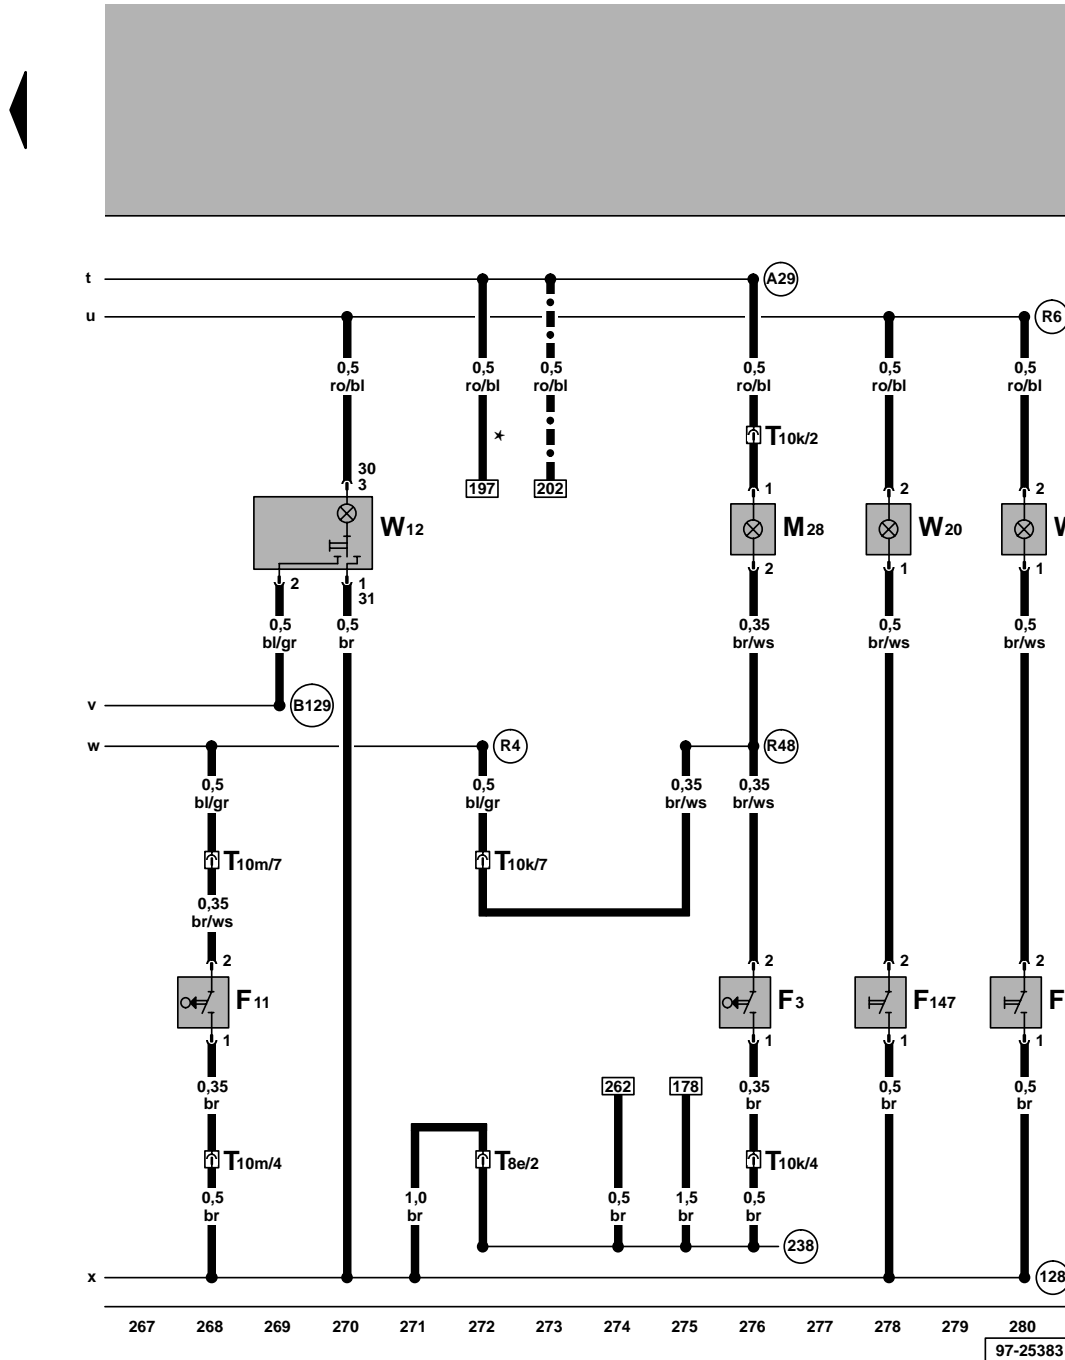 t
A29
u
R6
0,5 0,5 0,5 0,5 0,5 0,5
ro/bl ro/bl ro/bl ro/bl ro/bl ro/bl
T10k/2
30
3
197 202 1 2 2
W12 M28 W20 W
2 1 2 1 1
31
0,5 0,5 0,35 0,5 0,5
bl/gr br br/ws br/ws br/ws
v B129
w R4 R48
0,5 0,5 0,35 0,35
bl/gr bl/gr br/ws br/ws
T10m/7 T10k/7
0,35
br/ws
2 2 2 2
F11 F3 F147 F
1 1 1 1
0,35 262 178 0,35 0,5 0,5
br br br br
T10m/4 T8e/2 T10k/4
0,5 1,0 0,5 1,5 0,5
br br br br br
238
x 128
267 268 269 270 271 272 273 274 275 276 277 278 279 280
97-25383